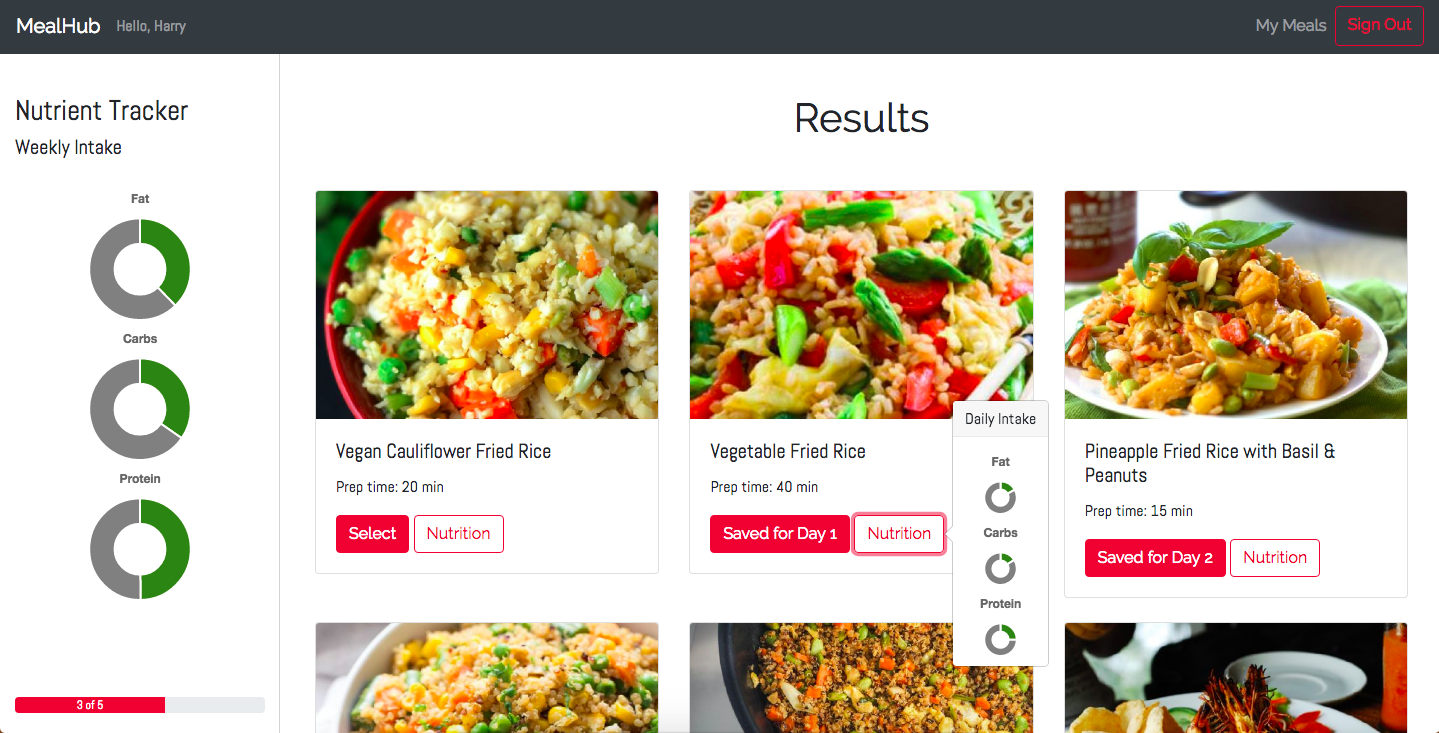 MealHub Hello, Harry My Meals Sign Out
Nutrient Tracker
Weekly Intake
Fat
Carbs
Protein
3 of 5
Results
Vegan Cauliflower Fried Rice
Prep time: 20 min
Select Nutrition
Vegetable Fried Rice
Prep time: 40 min
Saved for Day 1 Nutrition
Daily Intake
Fat
Carbs
Protein
Pineapple Fried Rice with Basil &
Peanuts
Prep time: 15 min
Saved for Day 2 Nutrition